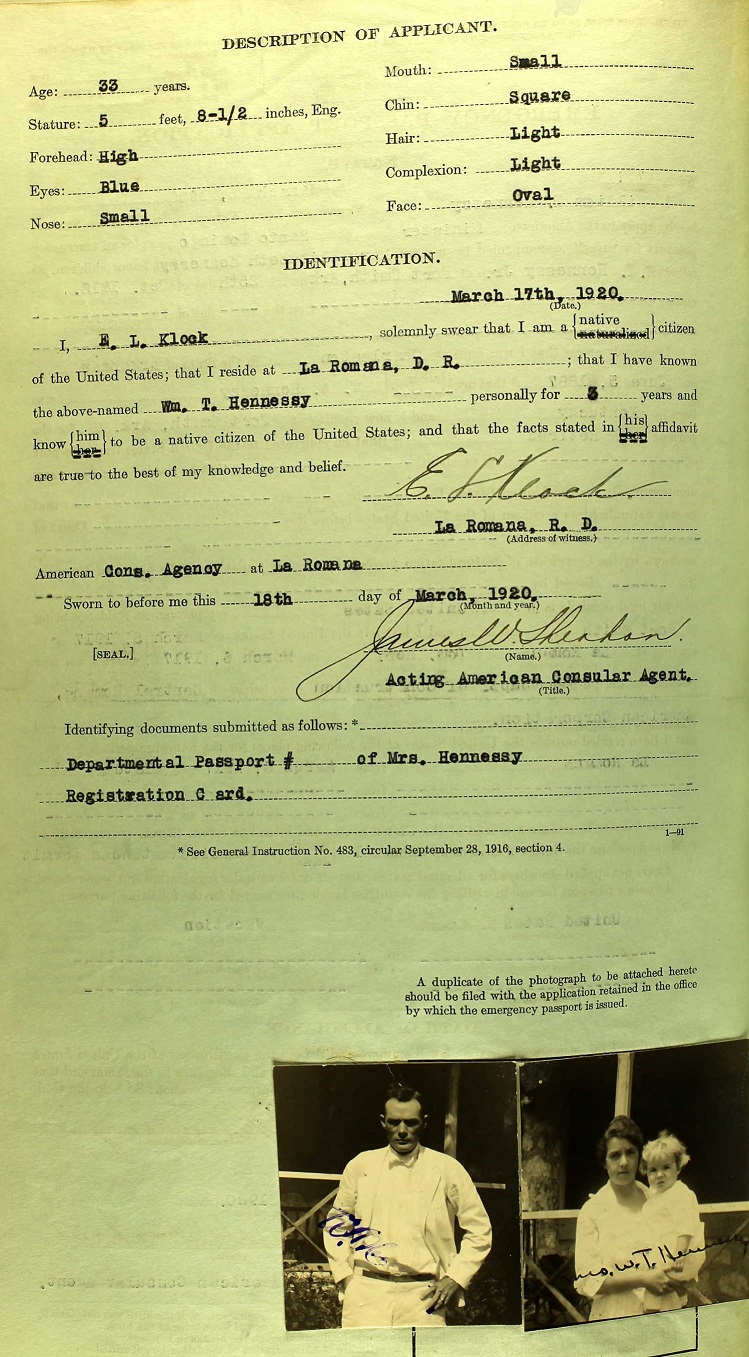 DESCRIPTION OF APPLICANT.
Age: 33 years.
Stature: 5 feet, 8-1/2 inches, Eng.
Forehead: High
Eyes: Blue
Nose: Small
Mouth: Small
Chin: Square
Hair: Light
Complexion: Light
Face: Oval
IDENTIFICATION.
March 17th, 1920.
(Date.)
I, E. L. Klock, solemnly swear that I am a {native naturalized} citizen
of the United States; that I reside at La Romana, D. R.; that I have known
the above-named Wm. T. Hennessy personally for 3 years and
know {him her} to be a native citizen of the United States; and that the facts stated in {his her} affidavit
are true to the best of my knowledge and belief.
E. L. Klock
La Romana, R. D.
(Address of witness.)
American Cons. Agency at La Romana
Sworn to before me this 18th day of March, 1920.
(Month and year.)
[SEAL.]
James W. Sheahan.
(Name.)
Acting American Consular Agent.
(Title.)
Identifying documents submitted as follows:*
Departmental Passport # of Mrs. Hennessy
Registration C ard.
1—91
* See General Instruction No. 483, circular September 28, 1916, section 4.
A duplicate of the photograph to be attached hereto
should be filed with the application retained in the office
by which the emergency passport is issued.
W. T. Hennessy